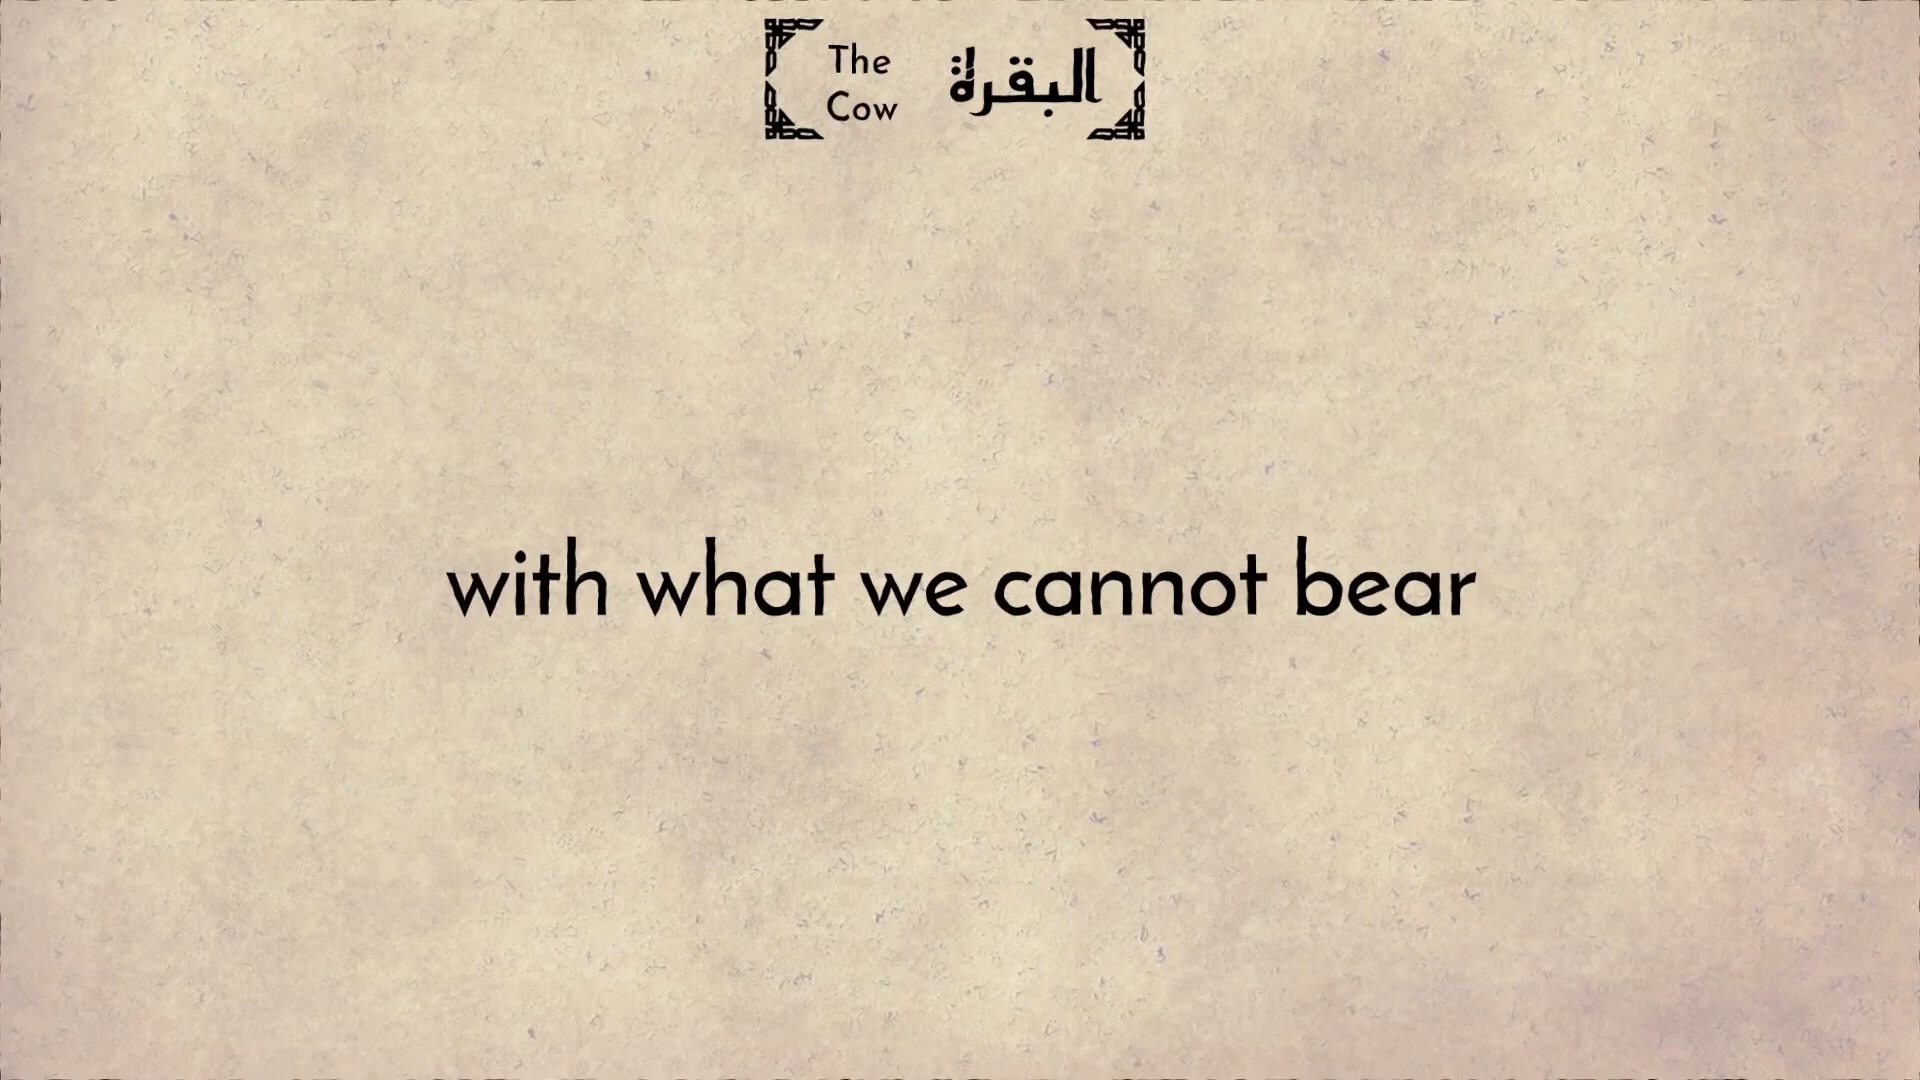 The
Cow
البقرة
with what we cannot bear